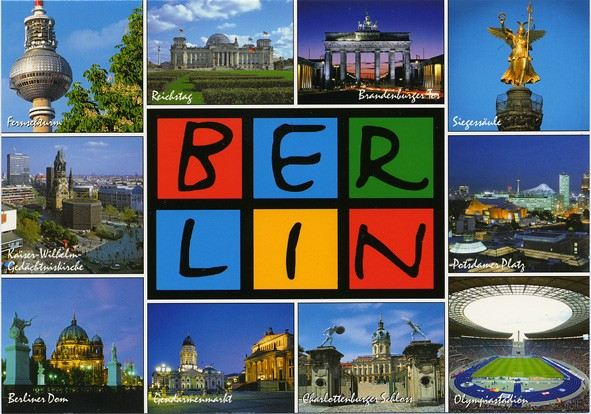 Fernsehturm
Reichstag
Brandenburger Tor
Siegessäule
Kaiser-Wilhelm-
Gedächtniskirche
BER
LIN
Potsdamer Platz
Berliner Dom
Gendarmenmarkt
Charlottenburger Schloss
Olympiastadion